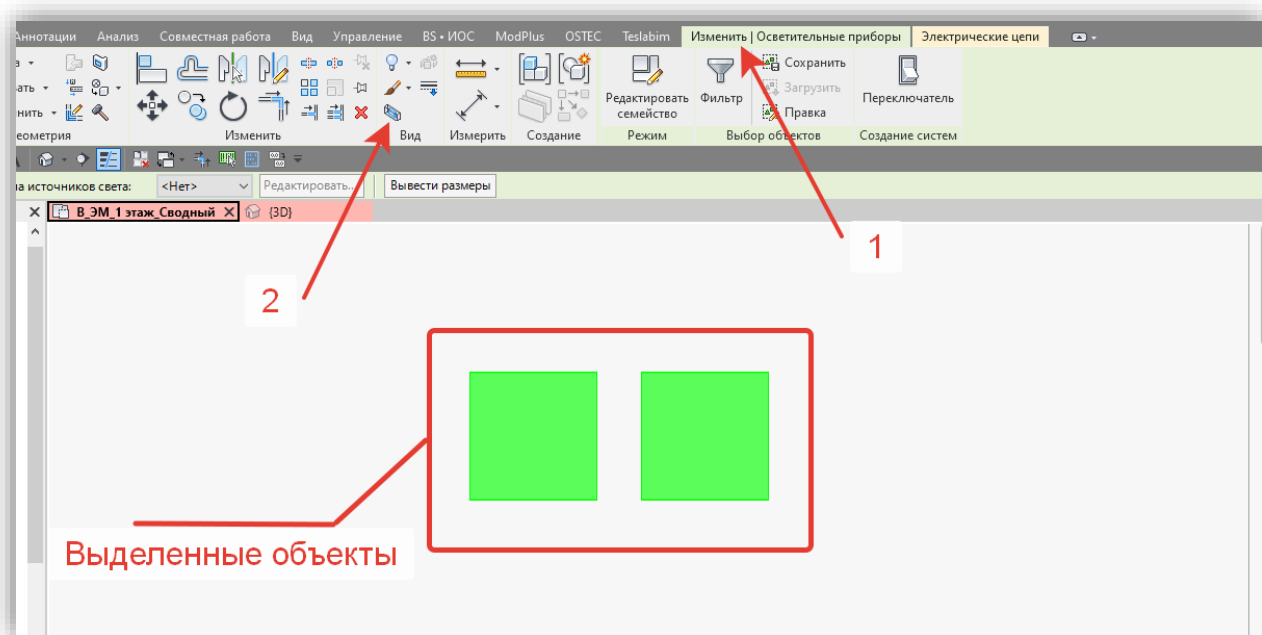 Аннотации Анализ Совместная работа Вид Управление BS • ИОС ModPlus OSTEC Teslabim Изменить | Осветительные приборы Электрические цепи
Сохранить
Загрузить
Правка
Редактировать семейство
Фильтр
Переключатель
Изменить Вид Измерить Создание Режим Выбор объектов Создание систем
источников света: <Нет> Редактировать... Вывести размеры
В_ЭМ_1 этаж_Сводный {3D}
1
2
Выделенные объекты